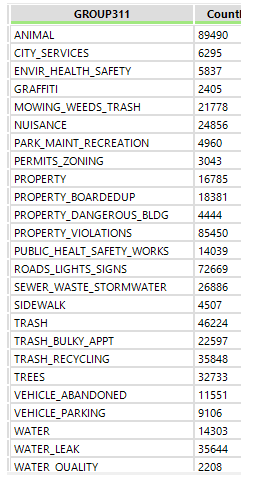 GROUP311 Count
ANIMAL 89490
CITY_SERVICES 6295
ENVIR_HEALTH_SAFETY 5837
GRAFFITI 2405
MOWING_WEEDS_TRASH 21778
NUISANCE 24856
PARK_MAINT_RECREATION 4960
PERMITS_ZONING 3043
PROPERTY 16785
PROPERTY_BOARDEDUP 18381
PROPERTY_DANGEROUS_BLDG 4444
PROPERTY_VIOLATIONS 85450
PUBLIC_HEALT_SAFETY_WORKS 14039
ROADS_LIGHTS_SIGNS 72669
SEWER_WASTE_STORMWATER 26886
SIDEWALK 4507
TRASH 46224
TRASH_BULKY_APPT 22597
TRASH_RECYCLING 35848
TREES 32733
VEHICLE_ABANDONED 11551
VEHICLE_PARKING 9106
WATER 14303
WATER_LEAK 35644
WATER_QUALITY 2208